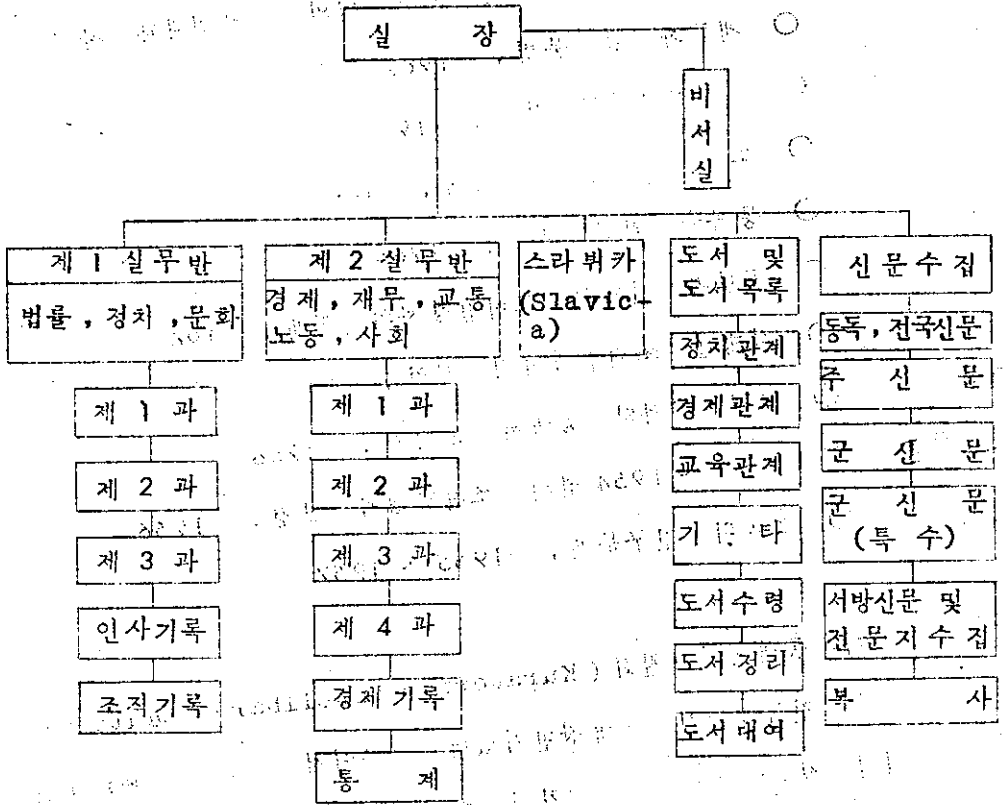 실 장
비
서
실
제 1 실무반
법률 , 정치 , 문화
제 1 과
제 2 과
제 3 과
인사기록
조직기록
제 2 실무반
경제 , 재무 , 교통
노동 , 사회
제 1 과
제 2 과
제 3 과
제 4 과
경제기록
통 계
스라뷔카
(Slavic-
a)
도서 및
도서목록
정치관계
경제관계
교육관계
기 타
도서수령
도서정리
도서대여
신문수집
동독, 전국신문
주 신 문
군 신 문
군 신 문
(특 수)
서방신문 및
전문지수집
복 사